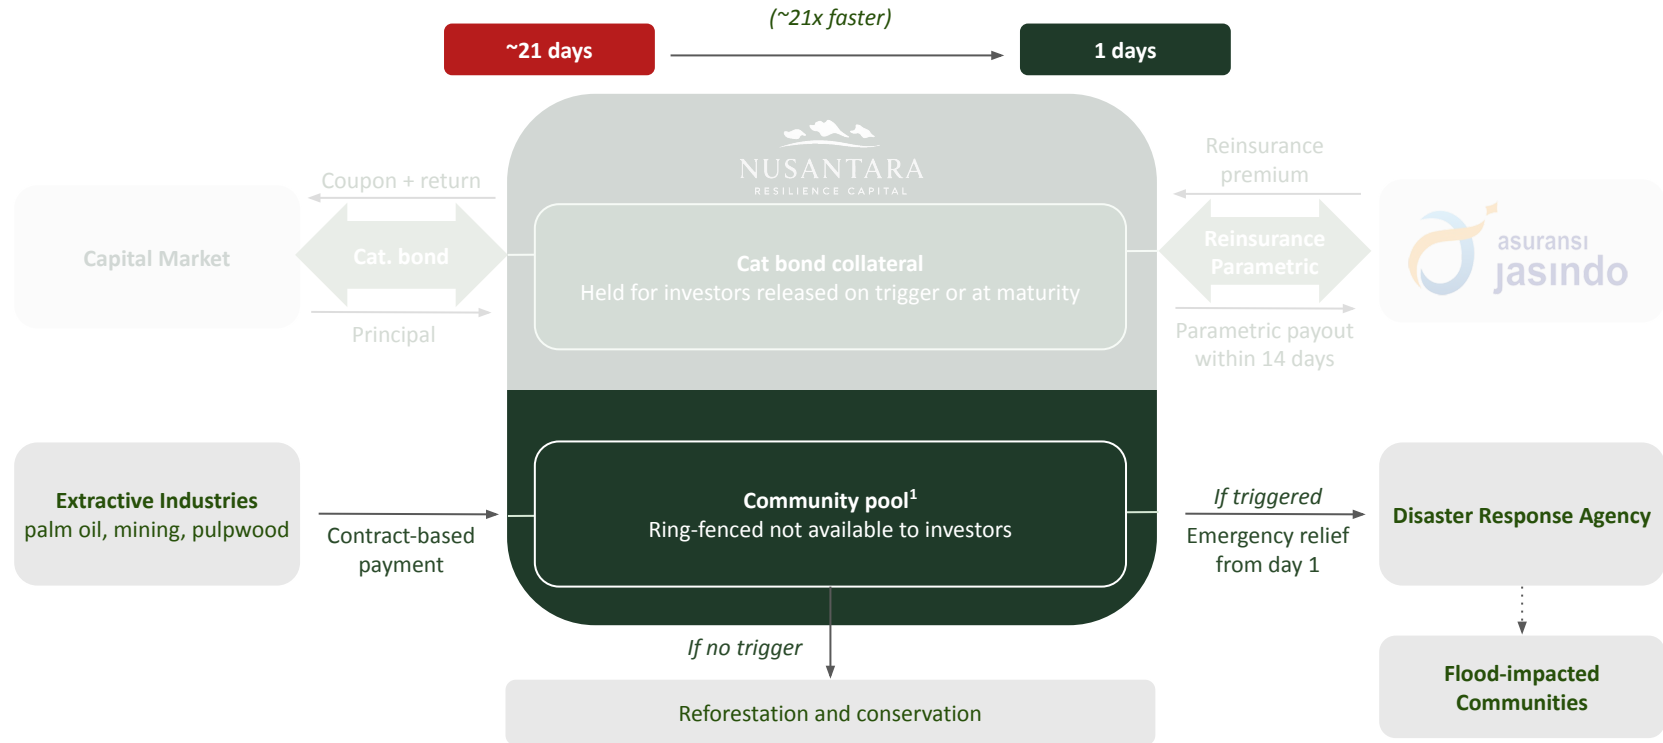 (~21x faster)
~21 days
1 days
NUSANTARA
RESILIENCE CAPITAL
Coupon + return
Capital Market
Cat. bond
Principal
Cat bond collateral
Held for investors released on trigger or at maturity
Reinsurance
premium
Reinsurance
Parametric
Parametric payout
within 14 days
asuransi
jasindo
Extractive Industries
palm oil, mining, pulpwood
Contract-based
payment
Community pool¹
Ring-fenced not available to investors
If triggered
Emergency relief
from day 1
Disaster Response Agency
If no trigger
Reforestation and conservation
Flood-impacted
Communities